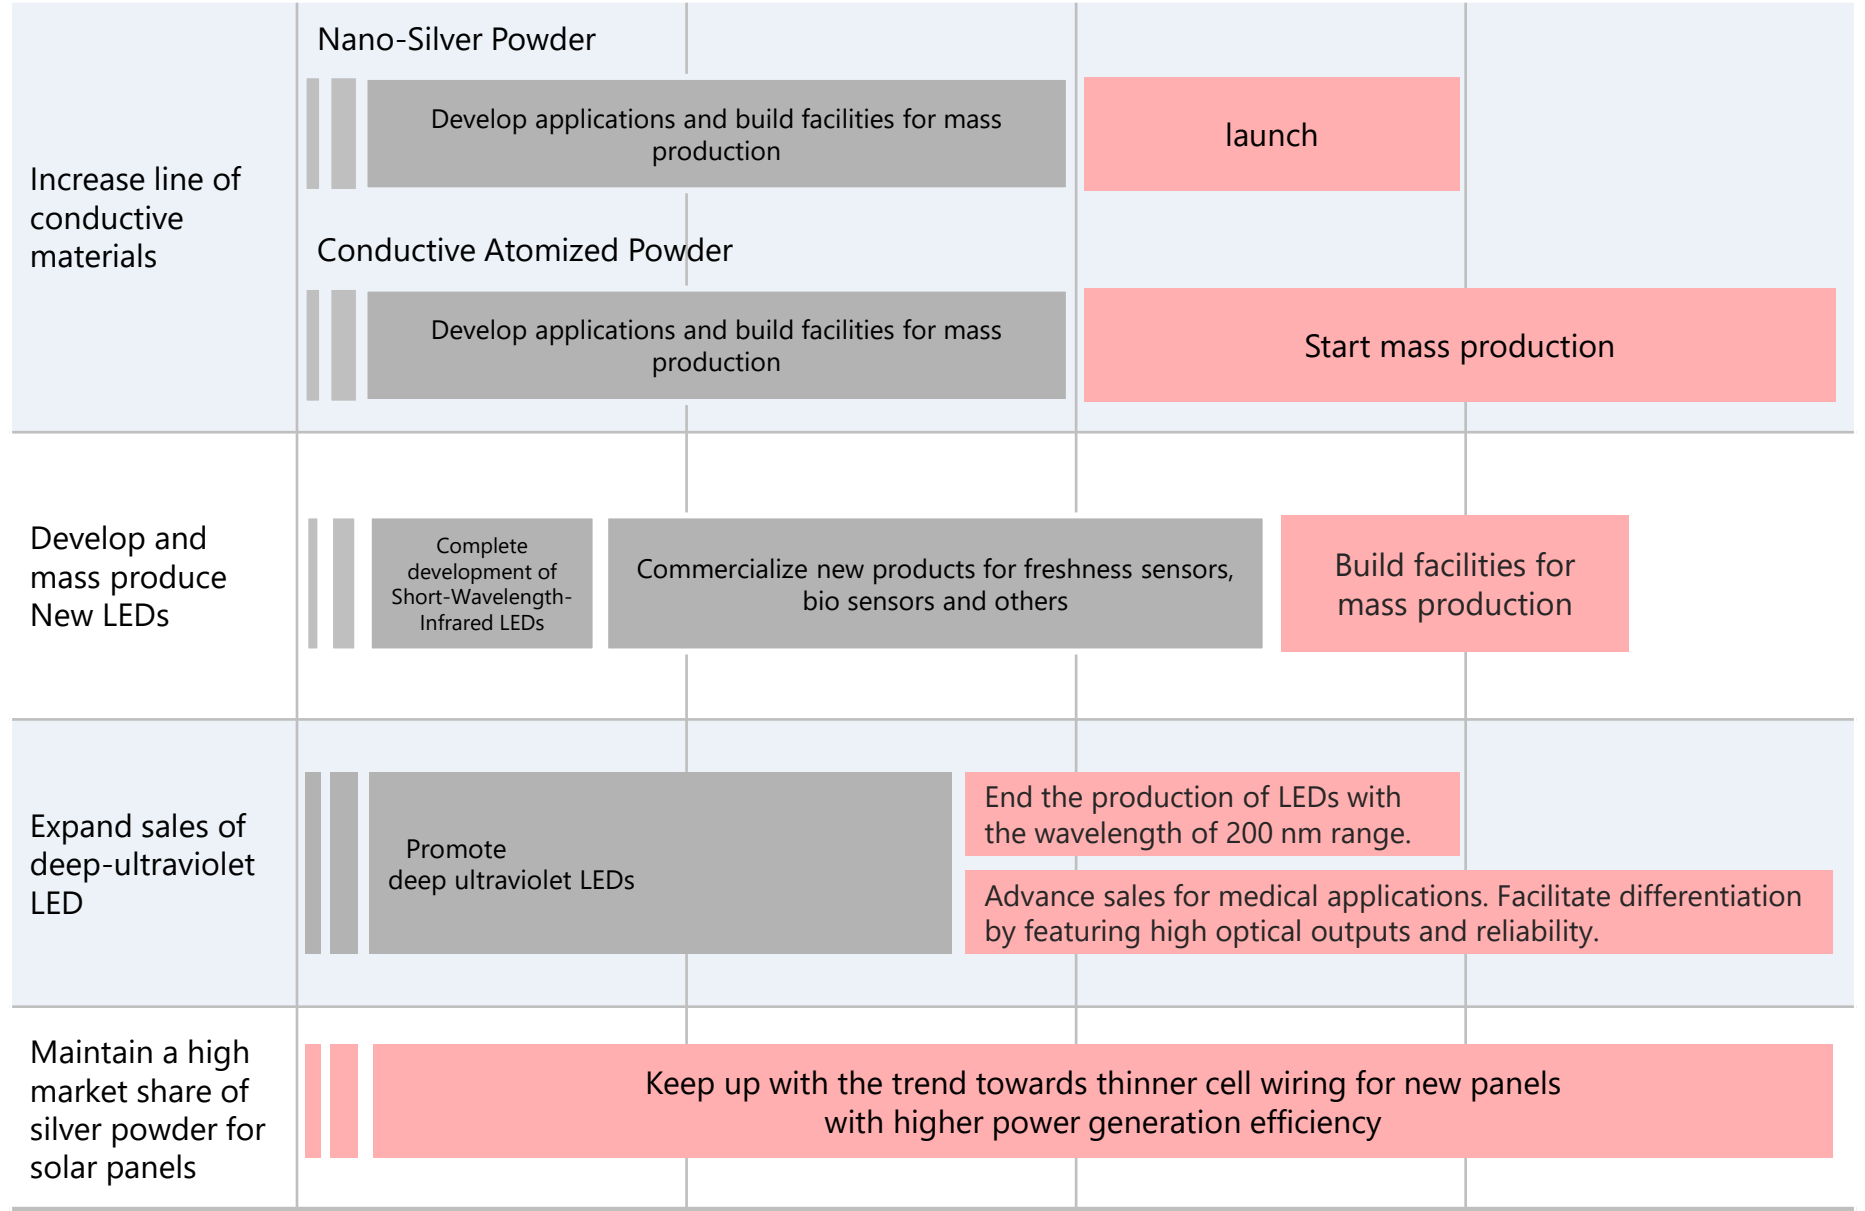 Nano-Silver Powder
Develop applications and build facilities for mass
production
launch
Increase line of
conductive
materials
Conductive Atomized Powder
Develop applications and build facilities for mass
production
Start mass production
Develop and
mass produce
New LEDs
Complete
development of
Short-Wavelength-
Infrared LEDs
Commercialize new products for freshness sensors,
bio sensors and others
Build facilities for
mass production
Expand sales of
deep-ultraviolet
LED
Promote
deep ultraviolet LEDs
End the production of LEDs with
the wavelength of 200 nm range.
Advance sales for medical applications. Facilitate differentiation
by featuring high optical outputs and reliability.
Maintain a high
market share of
silver powder for
solar panels
Keep up with the trend towards thinner cell wiring for new panels
with higher power generation efficiency